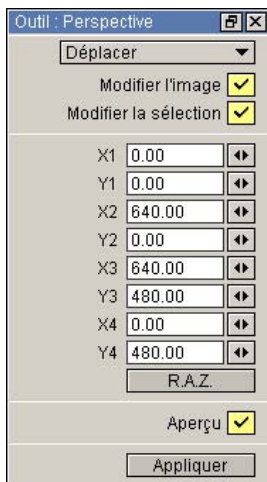 Outil : Perspective
Déplacer
Modifier l'image
Modifier la sélection
X1 0.00
Y1 0.00
X2 640.00
Y2 0.00
X3 640.00
Y3 480.00
X4 0.00
Y4 480.00
R.A.Z.
Aperçu
Appliquer